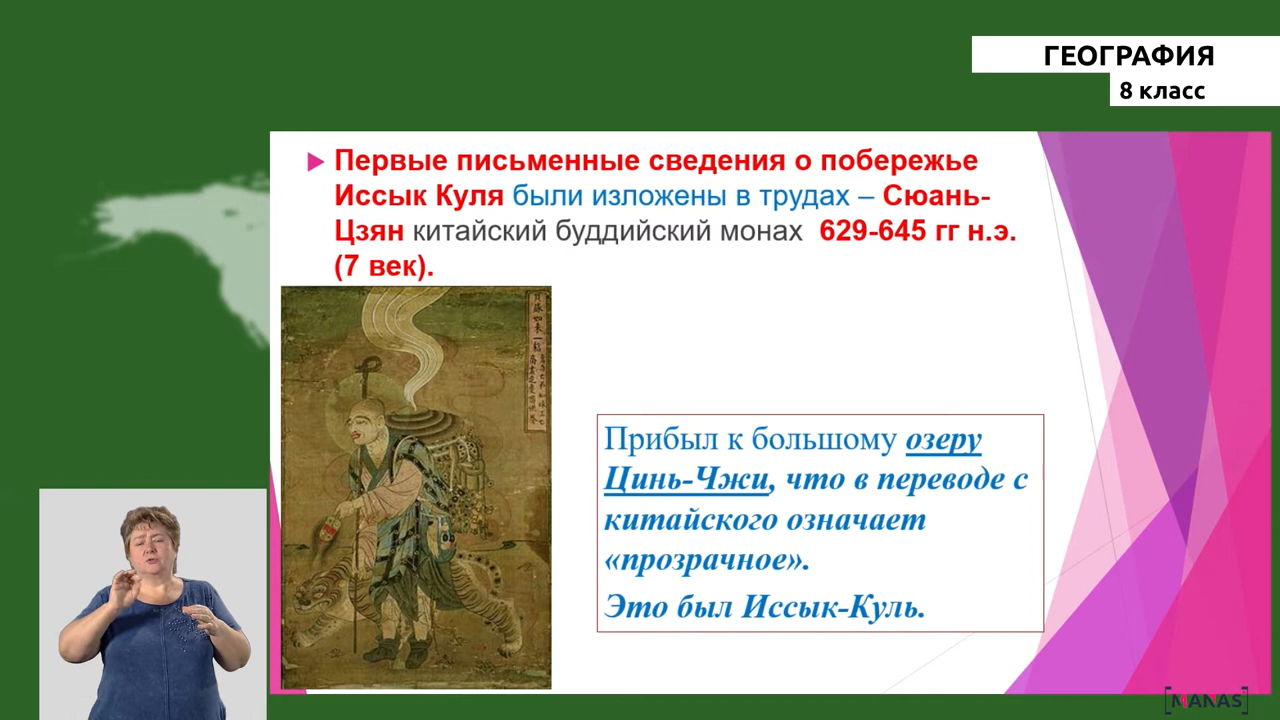 ГЕОГРАФИЯ
8 класс
Первые письменные сведения о побережье
Иссык Куля были изложены в трудах – Сюань-
Цзян китайский буддийский монах 629-645 гг н.э.
(7 век).
Прибыл к большому озеру
Цинь-Чжи, что в переводе с
китайского означает
«прозрачное».
Это был Иссык-Куль.
[MANAS]